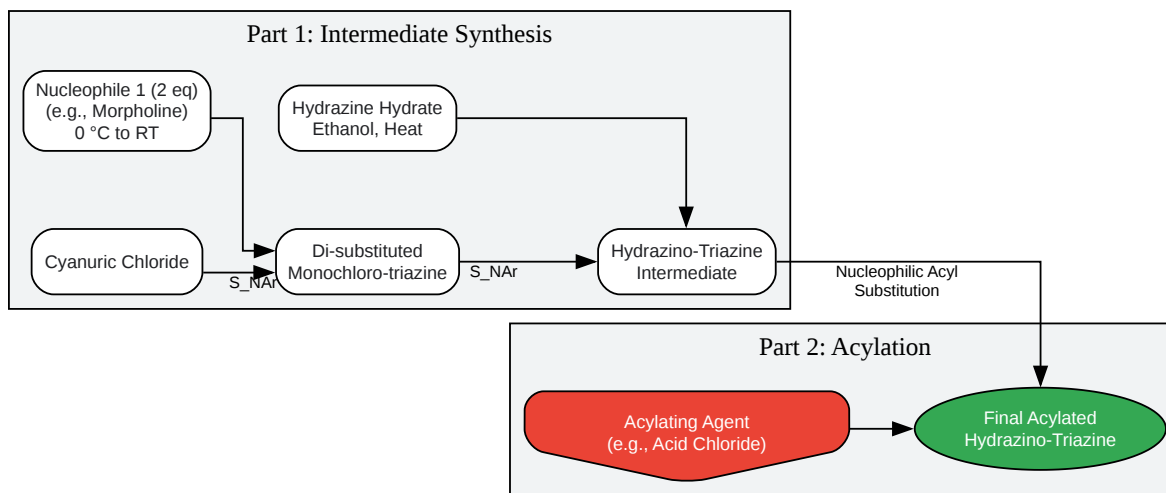 Part 1: Intermediate Synthesis
Nucleophile 1 (2 eq)
(e.g., Morpholine)
0 °C to RT
Hydrazine Hydrate
Ethanol, Heat
Cyanuric Chloride
S_NAr
Di-substituted
Monochloro-triazine
S_NAr
Hydrazino-Triazine
Intermediate
Nucleophilic Acyl
Substitution
Part 2: Acylation
Acylating Agent
(e.g., Acid Chloride)
Final Acylated
Hydrazino-Triazine